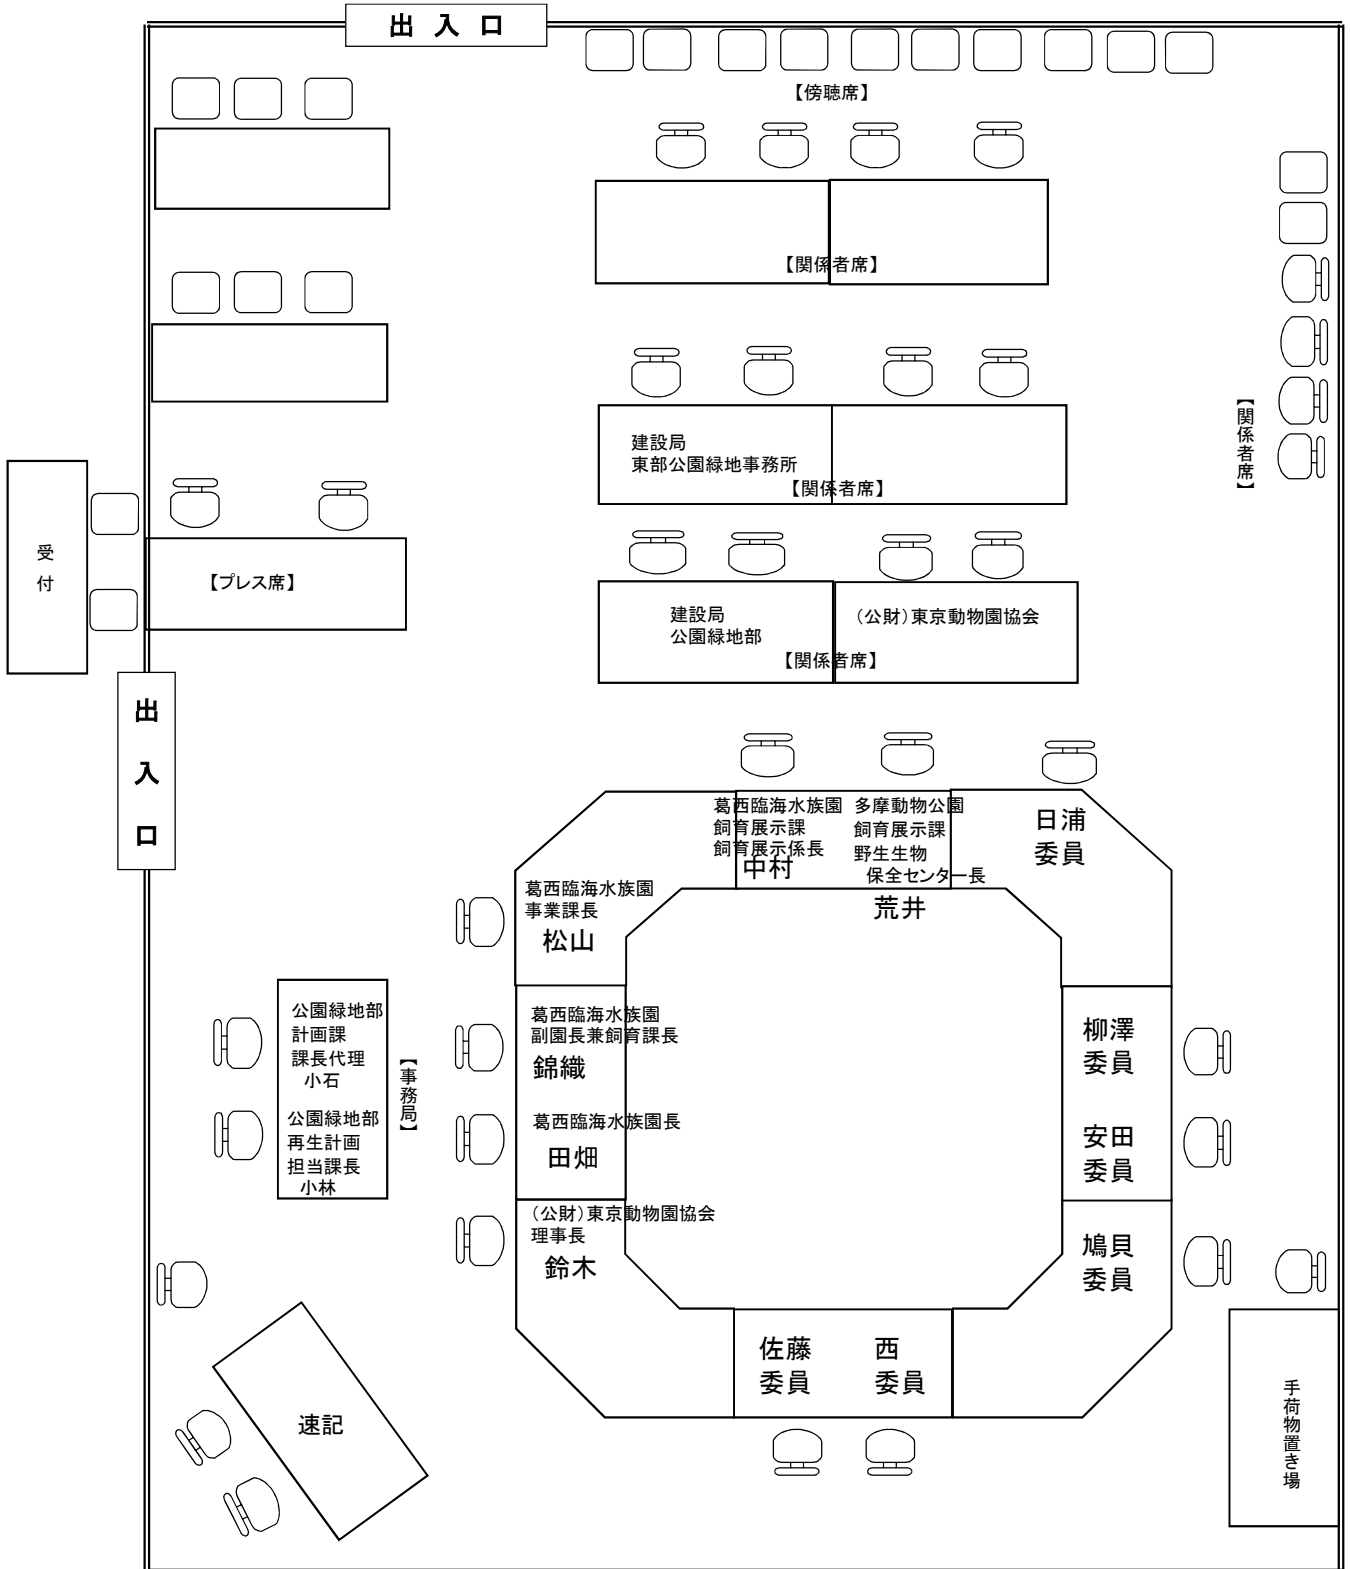 出入口
【傍聴席】
【関係者席】
【関係者席】
建設局
東部公園緑地事務所
【関係者席】
受付
【プレス席】
建設局
公園緑地部
（公財）東京動物園協会
【関係者席】
出入口
葛西臨海水族園
飼育展示課
飼育展示係長
中村
多摩動物公園
飼育展示課
野生生物
保全センター長
荒井
日浦
委員
葛西臨海水族園
事業課長
松山
葛西臨海水族園
副園長兼飼育課長
錦織
葛西臨海水族園長
田畑
（公財）東京動物園協会
理事長
鈴木
公園緑地部
計画課
課長代理
小石
公園緑地部
再生計画
担当課長
小林
【事務局】
柳澤
委員
安田
委員
鳩貝
委員
佐藤
委員
西
委員
速記
手荷物置き場